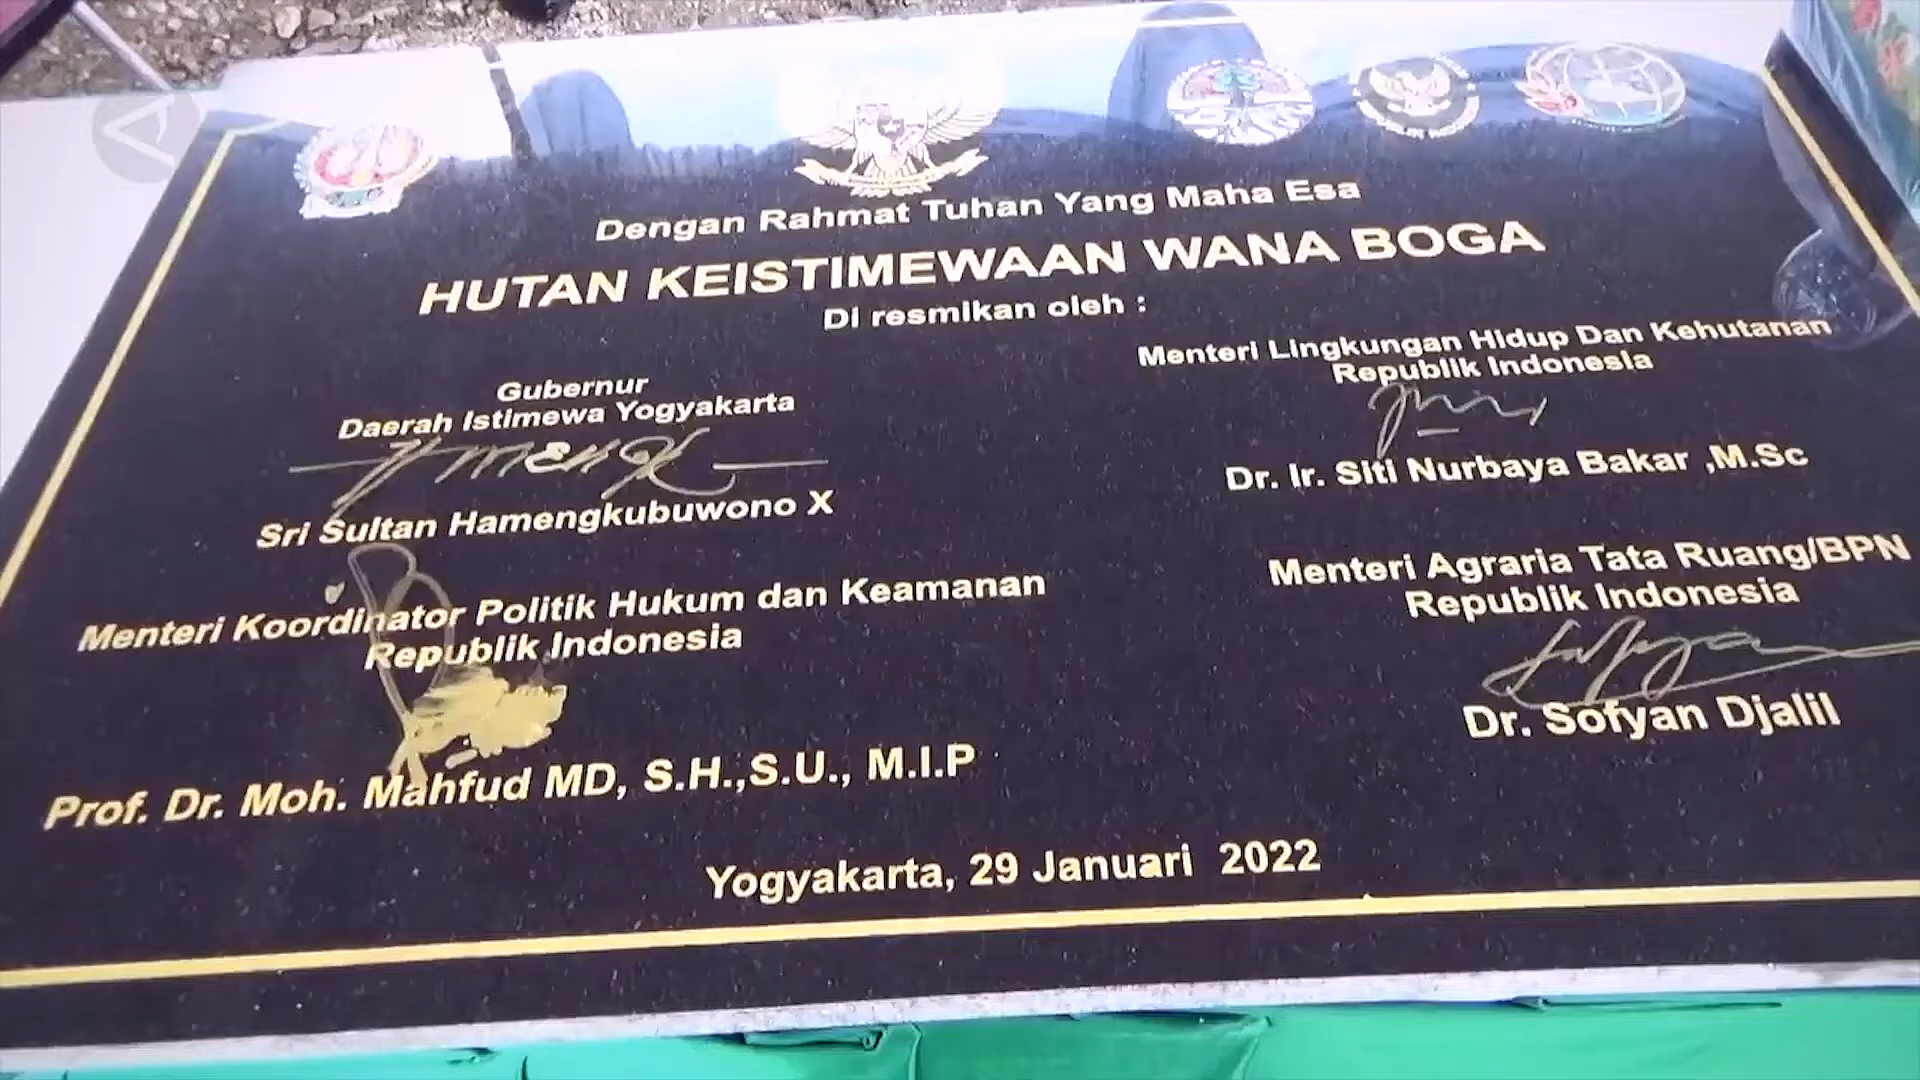 Dengan Rahmat Tuhan Yang Maha Esa
HUTAN KEISTIMEWAAN WANA BOGA
Di resmikan oleh :
Gubernur
Daerah Istimewa Yogyakarta
Sri Sultan Hamengkubuwono X
Menteri Lingkungan Hidup Dan Kehutanan
Republik Indonesia
Dr. Ir. Siti Nurbaya Bakar ,M.Sc
Menteri Koordinator Politik Hukum dan Keamanan
Republik Indonesia
Prof. Dr. Moh. Mahfud MD, S.H.,S.U., M.I.P
Menteri Agraria Tata Ruang/BPN
Republik Indonesia
Dr. Sofyan Djalil
Yogyakarta, 29 Januari 2022